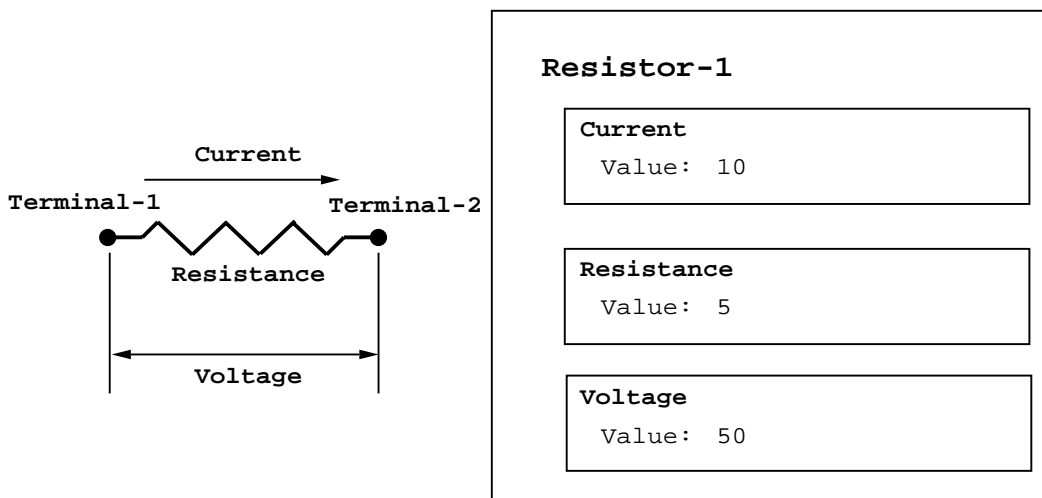 Current
Terminal-1
Terminal-2
Resistance
Voltage
Resistor-1
Current
Value: 10
Resistance
Value: 5
Voltage
Value: 50